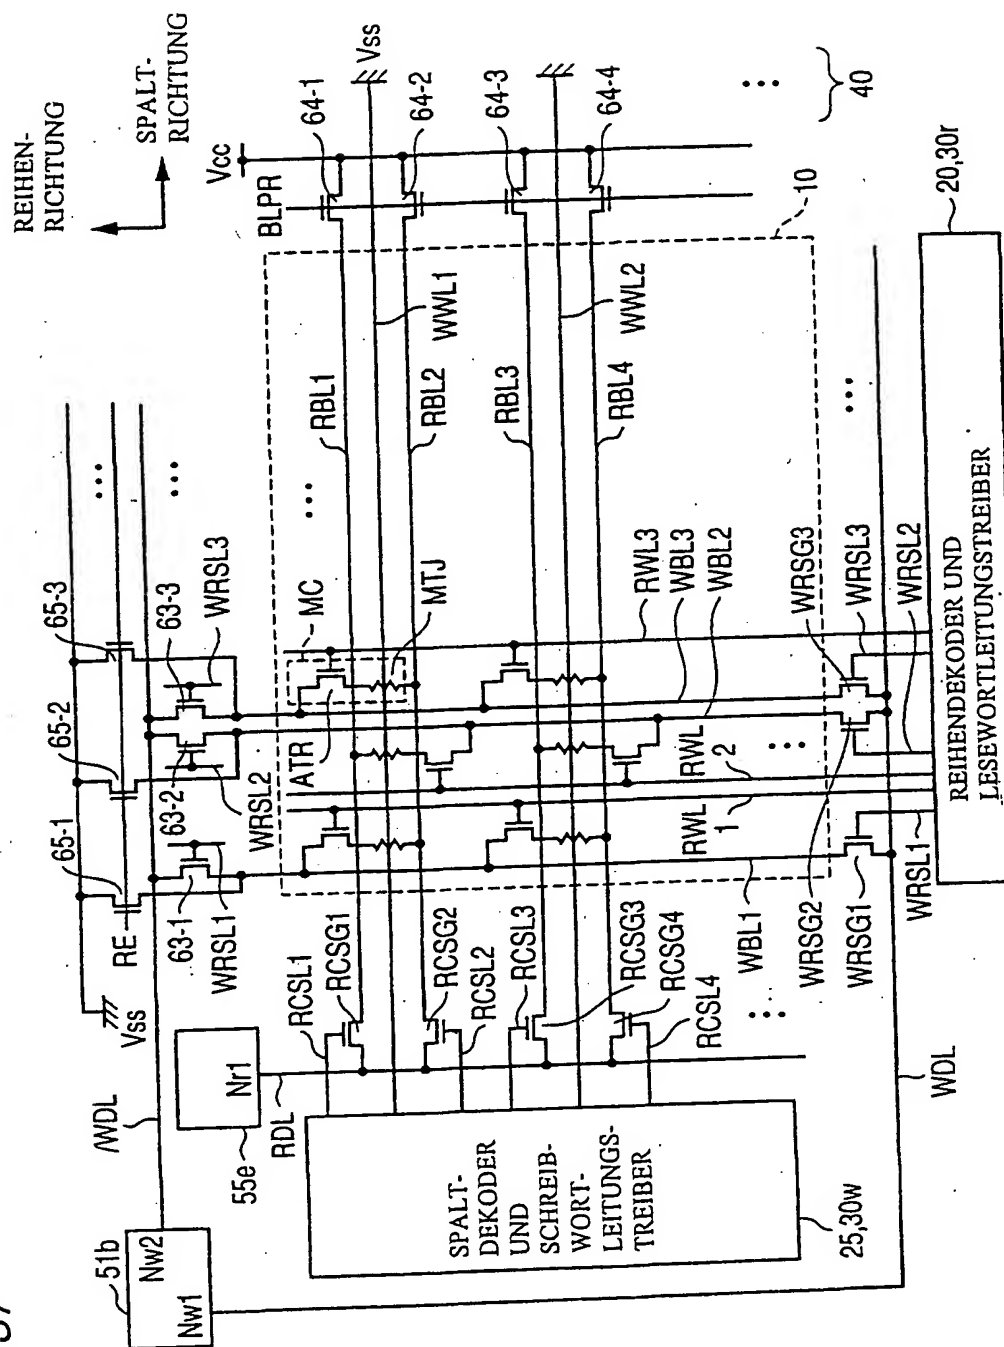 57
REIHEN-
RICHTUNG
SPALT-
RICHTUNG
Vcc
BLPR
64-1
Vss
64-2
64-3
64-4
40
10
20,30r
65-3
65-2
65-1
63-3
WRSL3
63-2
WRSL2
RE
63-1
WRSL1
Vss
/WDL
51b
Nw2
Nw1
55e
Nr1
RDL
RCSL1
RCSG1
RCSG2
RCSL2
RCSL3
RCSG3
RCSG4
RCSL4
MC
MTJ
ATR
RBL1
WWL1
RBL2
RBL3
WWL2
RBL4
RWL3
WBL3
WBL2
RWL
2
RWL
1
WBL1
WRSG3
WRSL3
WRSL2
WRSG2
WRSG1
WRSL1
WDL
SPALT-
DEKODER
UND
SCHREIB-
WORT-
LEITUNGS-
TREIBER
25,30w
REIHENDEKODER UND
LESEWORTLEITUNGSTREIBER